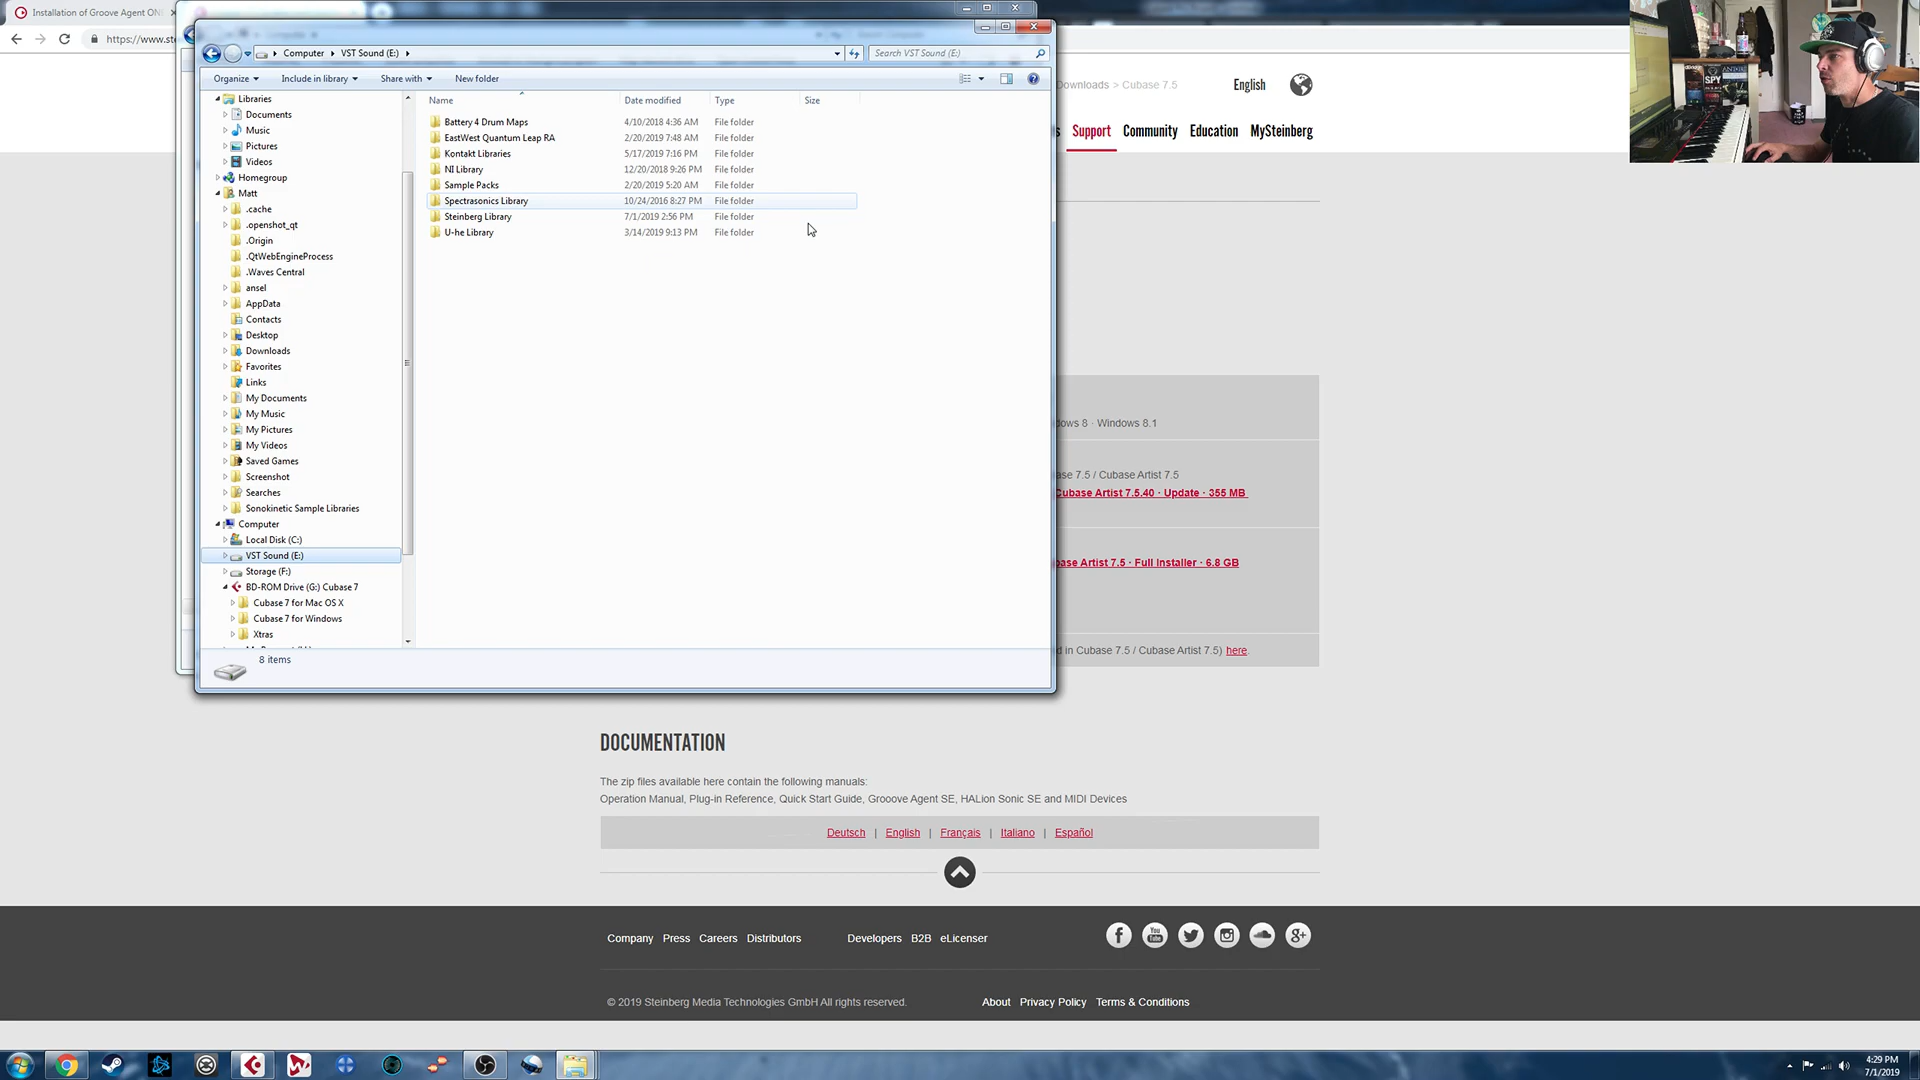 Installation of Groove Agent ONE
https://www.ste
Computer
VST Sound (E:)
Search VST Sound (E:)
Organize
Include in library
Share with
New folder
Libraries
Documents
Music
Pictures
Videos
Homegroup
Matt
.cache
.openshot_qt
.Origin
.QtWebEngineProcess
.Waves Central
ansel
AppData
Contacts
Desktop
Downloads
Favorites
Links
My Documents
My Music
My Pictures
My Videos
Saved Games
Screenshot
Searches
Sonokinetic Sample Libraries
Computer
Local Disk (C:)
VST Sound (E:)
Storage (F:)
BD-ROM Drive (G:) Cubase 7
Cubase 7 for Mac OS X
Cubase 7 for Windows
Xtras
Name Date modified Type Size
Battery 4 Drum Maps 4/10/2018 4:36 AM File folder
EastWest Quantum Leap RA 2/20/2019 7:48 AM File folder
Kontakt Libraries 5/17/2019 7:16 PM File folder
NI Library 12/20/2018 9:26 PM File folder
Sample Packs 2/20/2019 5:20 AM File folder
Spectrasonics Library 10/24/2016 8:27 PM File folder
Steinberg Library 7/1/2019 2:56 PM File folder
U-he Library 3/14/2019 9:13 PM File folder
8 items
Downloads > Cubase 7.5
English
s Support Community Education MySteinberg
dows 8 · Windows 8.1
ase 7.5 / Cubase Artist 7.5
Cubase Artist 7.5.40 · Update · 355 MB
base Artist 7.5 · Full Installer · 6.8 GB
d in Cubase 7.5 / Cubase Artist 7.5) here.
DOCUMENTATION
The zip files available here contain the following manuals:
Operation Manual, Plug-in Reference, Quick Start Guide, Grooove Agent SE, HALion Sonic SE and MIDI Devices
Deutsch | English | Français | Italiano | Español
Company Press Careers Distributors Developers B2B eLicenser
© 2019 Steinberg Media Technologies GmbH All rights reserved. About Privacy Policy Terms & Conditions
4:29 PM
7/1/2019
SPY